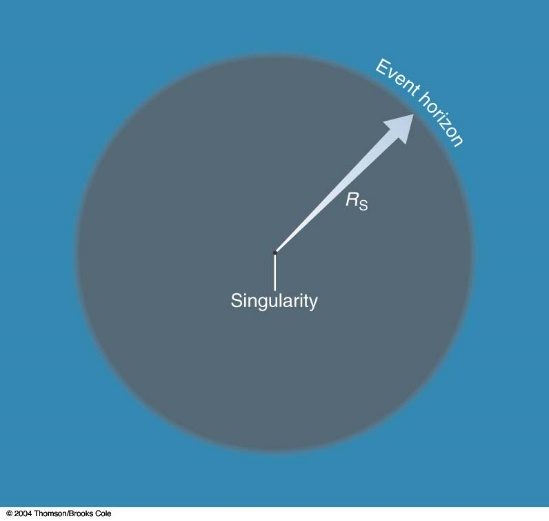 Event horizon
RS
Singularity
© 2004 Thomson/Brooks Cole